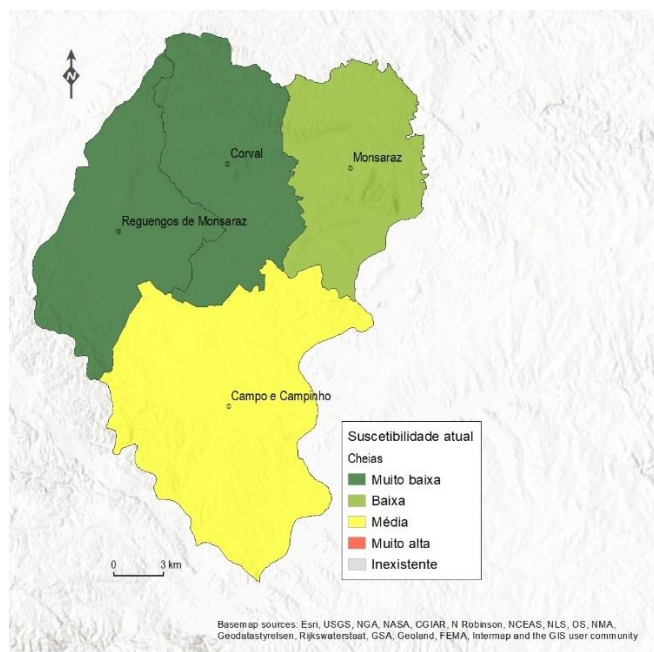 N
Corval
Monsaraz
Reguengos de Monsaraz
Campo e Campinho
Suscetibilidade atual
Cheias
Muito baixa
Baixa
Média
Muito alta
Inexistente
0 3 km
Basemap sources: Esri, USGS, NGA, NASA, CGIAR, N Robinson, NCEAS, NLS, OS, NMA,
Geodatastyrelsen, Rijkswaterstaat, GSA, Geoland, FEMA, Intermap and the GIS user community